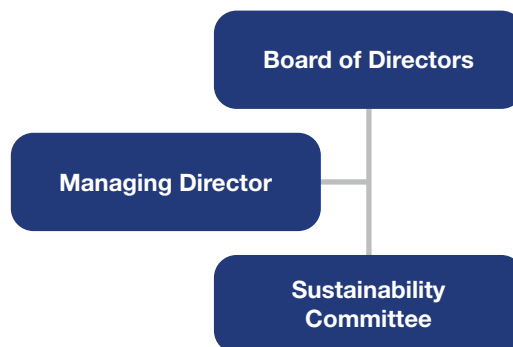 Board of Directors
Managing Director
Sustainability
Committee